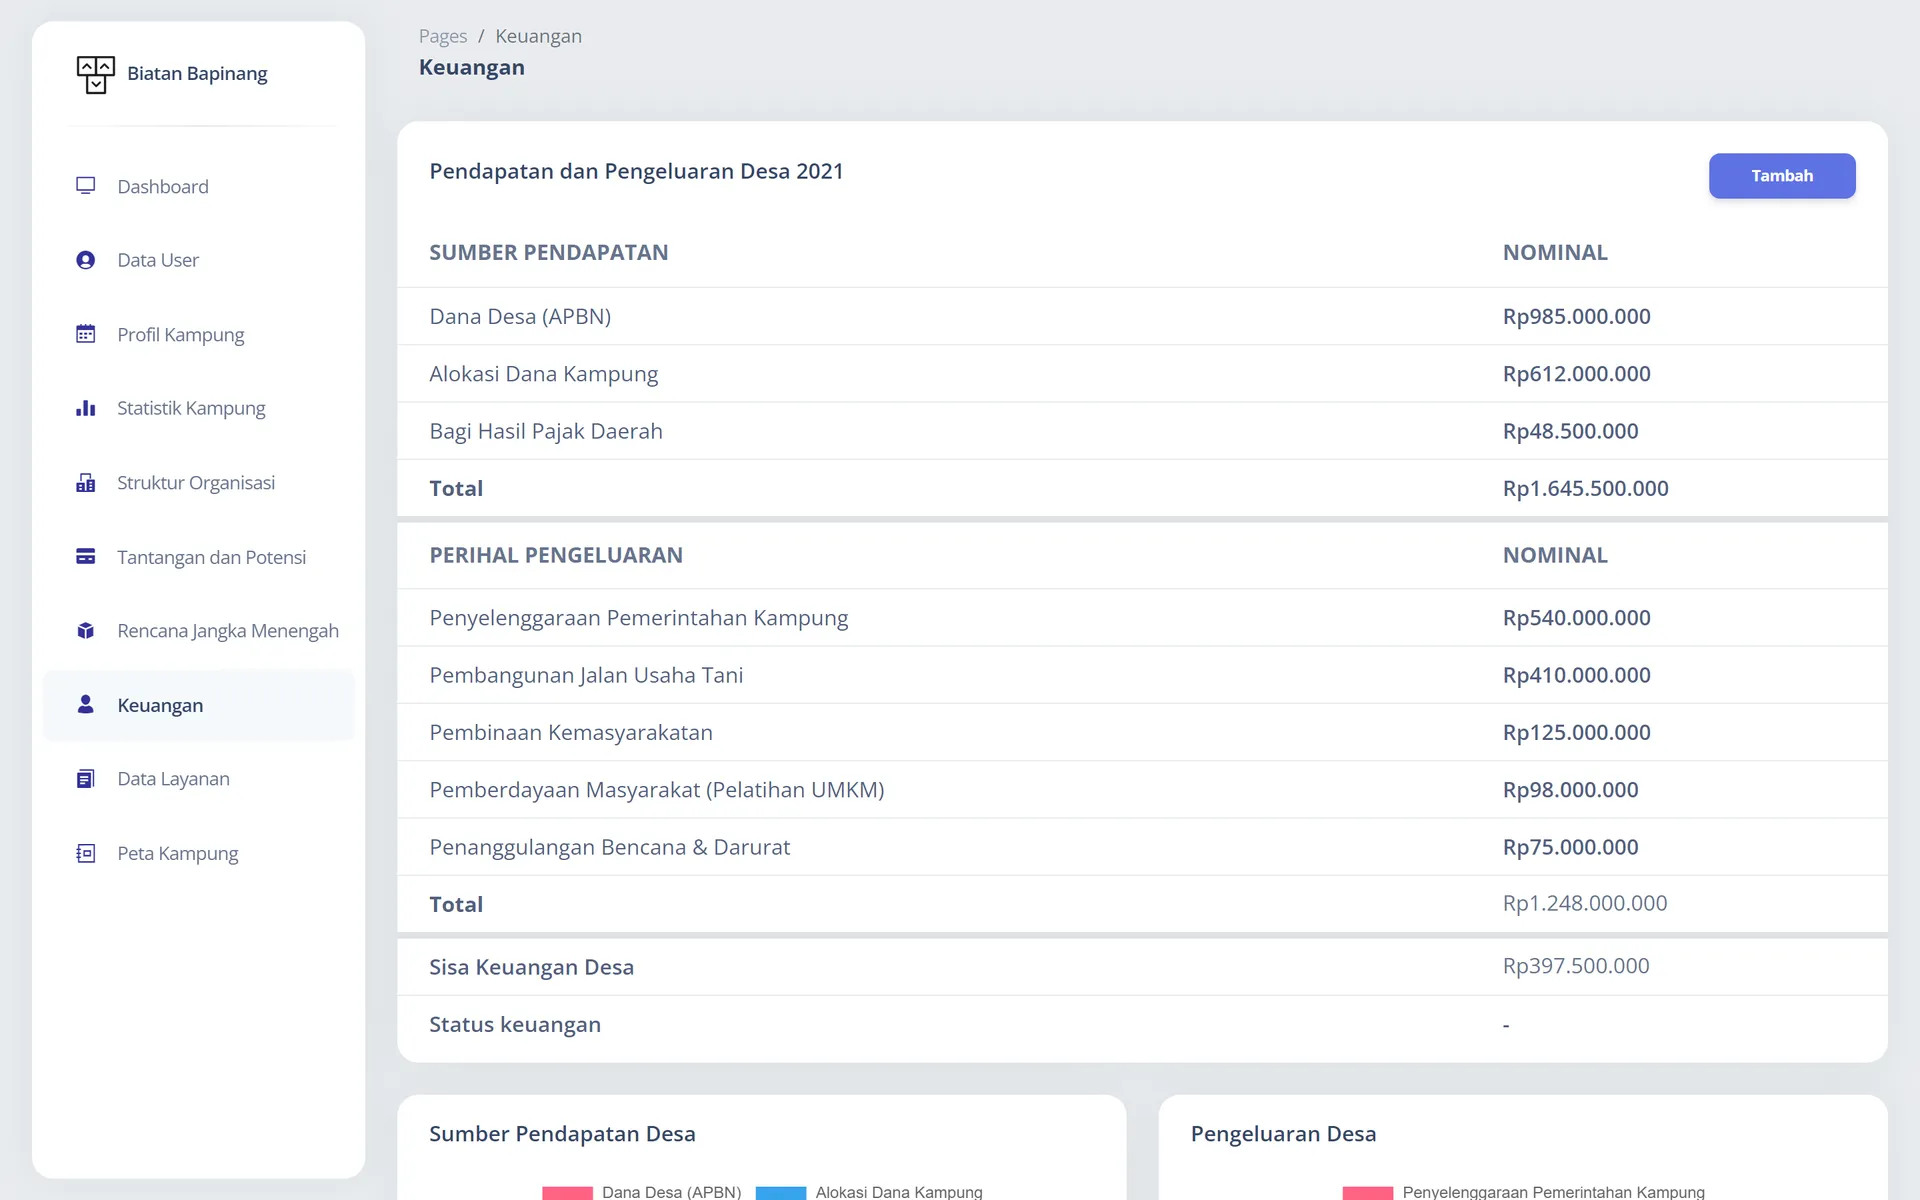 Biatan Bapinang
Dashboard
Data User
Profil Kampung
Statistik Kampung
Struktur Organisasi
Tantangan dan Potensi
Rencana Jangka Menengah
Keuangan
Data Layanan
Peta Kampung
Pages / Keuangan
Keuangan
Pendapatan dan Pengeluaran Desa 2021
Tambah
SUMBER PENDAPATAN NOMINAL
Dana Desa (APBN) Rp985.000.000
Alokasi Dana Kampung Rp612.000.000
Bagi Hasil Pajak Daerah Rp48.500.000
Total Rp1.645.500.000
PERIHAL PENGELUARAN NOMINAL
Penyelenggaraan Pemerintahan Kampung Rp540.000.000
Pembangunan Jalan Usaha Tani Rp410.000.000
Pembinaan Kemasyarakatan Rp125.000.000
Pemberdayaan Masyarakat (Pelatihan UMKM) Rp98.000.000
Penanggulangan Bencana & Darurat Rp75.000.000
Total Rp1.248.000.000
Sisa Keuangan Desa Rp397.500.000
Status keuangan -
Sumber Pendapatan Desa
Dana Desa (APBN) Alokasi Dana Kampung
Pengeluaran Desa
Penyelenggaraan Pemerintahan Kampung